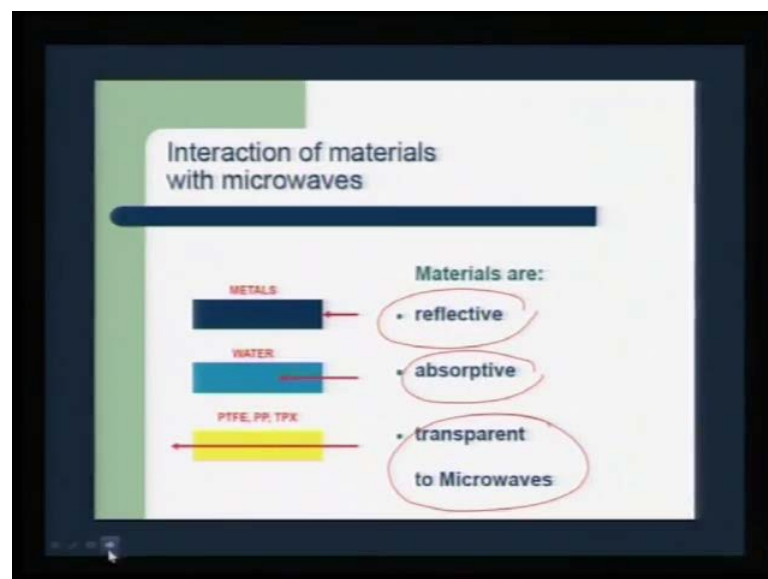 Interaction of materials
with microwaves
Materials are:
METALS
• reflective
WATER
• absorptive
PTFE, PP, TPX
• transparent
to Microwaves